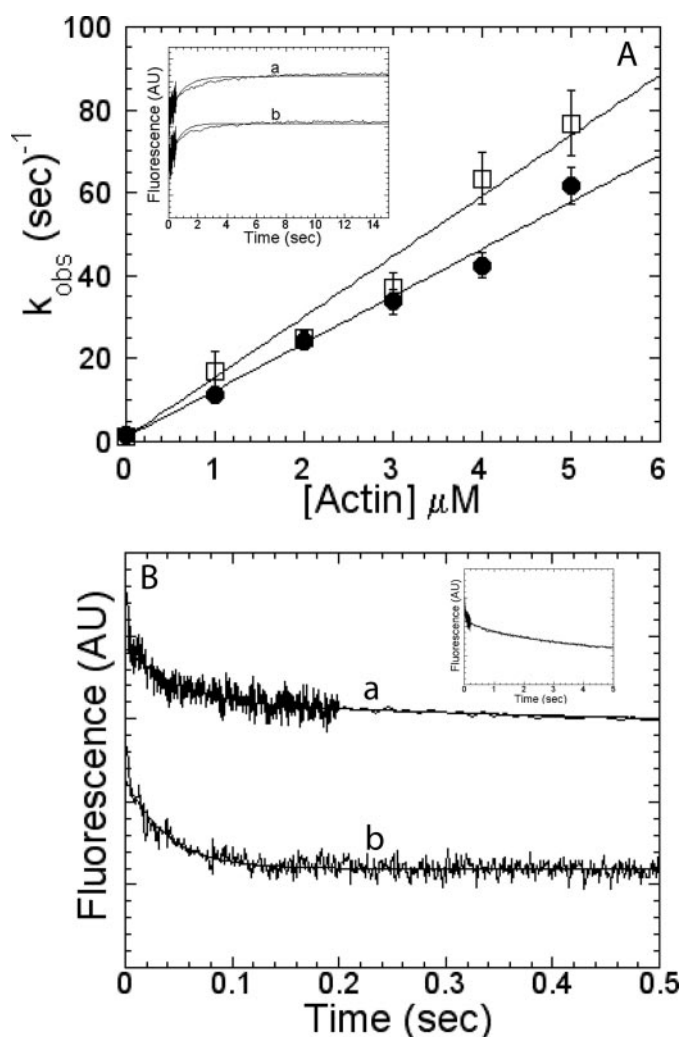 A
k_obs (sec)^-1
100
80
60
40
20
0
0 1 2 3 4 5 6
[Actin] μM
Fluorescence (AU)
a
b
0 2 4 6 8 10 12 14
Time (sec)
B
Fluorescence (AU)
a
b
0 0.1 0.2 0.3 0.4 0.5
Time (sec)
Fluorescence (AU)
0 1 2 3 4 5
Time (sec)